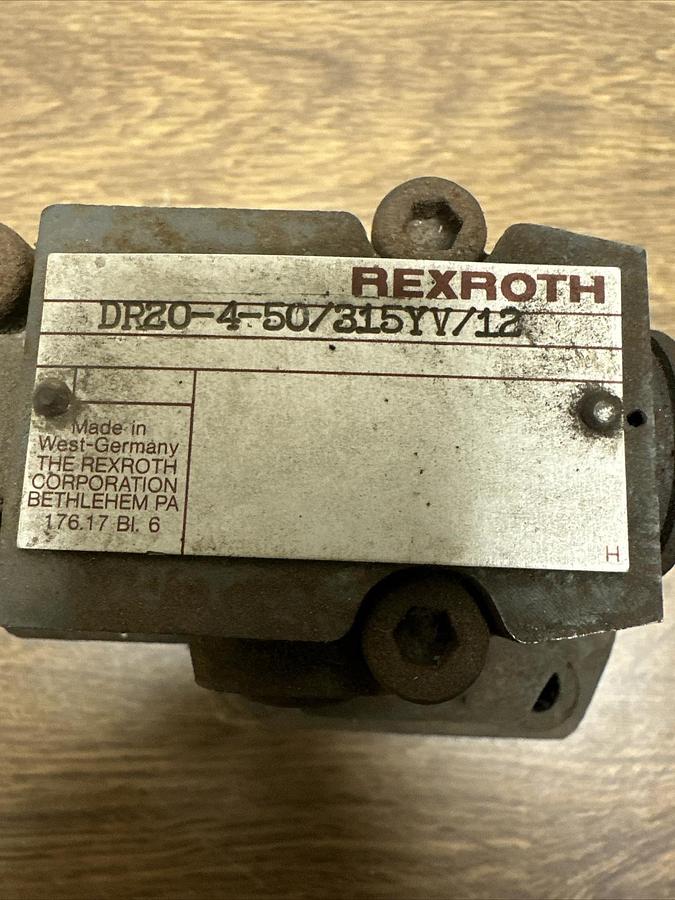 REXROTH
DR20-4-50/315YV/12
Made in
West-Germany
THE REXROTH
CORPORATION
BETHLEHEM PA
176.17 Bl. 6
H